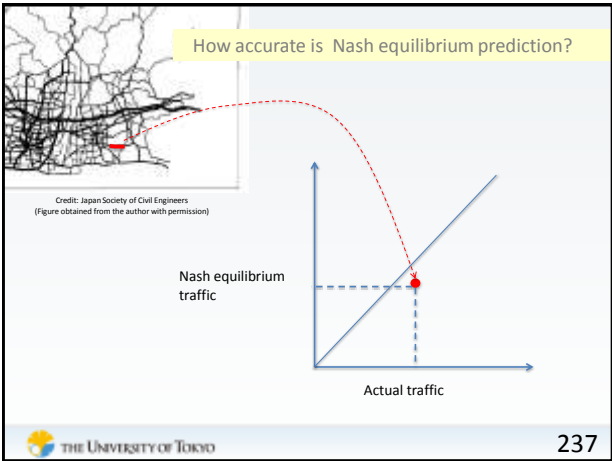 How accurate is Nash equilibrium prediction?
Credit: Japan Society of Civil Engineers
(Figure obtained from the author with permission)
Nash equilibrium
traffic
Actual traffic
THE UNIVERSITY OF TOKYO
237